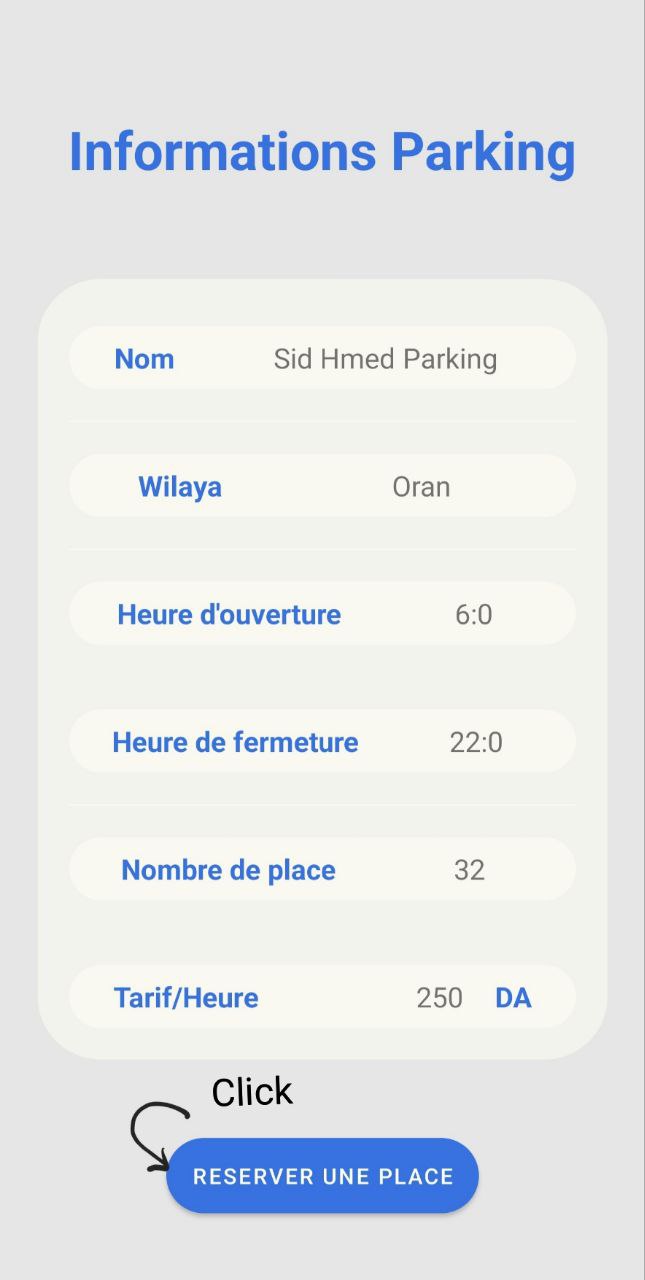 Informations Parking
Nom Sid Hmed Parking
Wilaya Oran
Heure d'ouverture 6:0
Heure de fermeture 22:0
Nombre de place 32
Tarif/Heure 250 DA
Click
RESERVER UNE PLACE